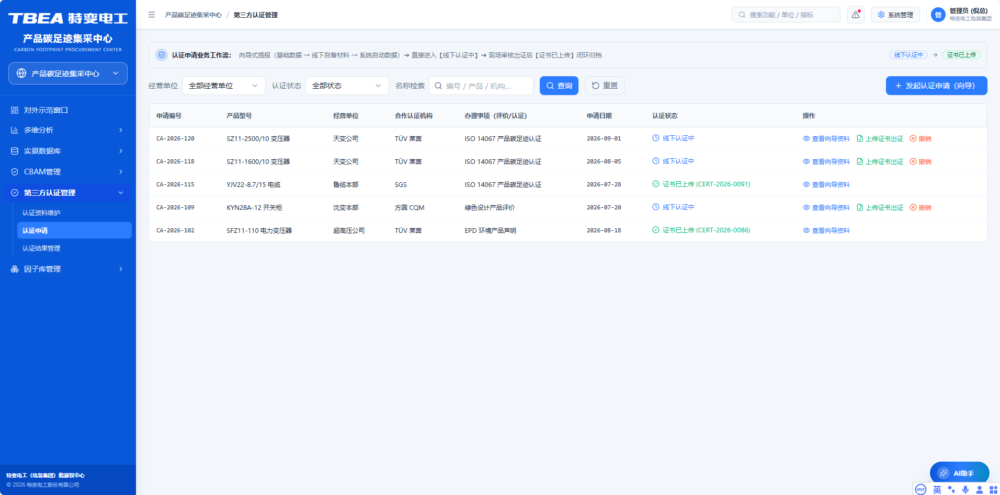 TBEA 特变电工
产品碳足迹集采中心
CARBON FOOTPRINT PROCUREMENT CENTER
产品碳足迹集采中心
对外示范窗口
多维分析
实景数据库
CBAM管理
第三方认证管理
认证资料维护
认证申请
认证结果管理
因子库管理
特变电工（电装集团）能源双中心
© 2026 特变电工股份有限公司
产品碳足迹集采中心 / 第三方认证管理
搜索功能 / 单位 / 指标
系统管理
管
管理员 (倪总)
特变电工电装集团
认证申请业务工作流： 向导式提报（基础数据 → 线下自备材料 → 系统自动数据）➔ 直接进入【线下认证中】➔ 现场审核出证后【证书已上传】闭环归档
线下认证中 → 证书已上传
经营单位 全部经营单位 认证状态 全部状态 名称检索 编号 / 产品 / 机构... 查询 重置
+ 发起认证申请（向导）
申请编号 产品型号 经营单位 合作认证机构 办理事项（评价/认证） 申请日期 认证状态 操作
CA-2026-120 SZ11-2500/10 变压器 天变公司 TÜV 莱茵 ISO 14067 产品碳足迹认证 2026-09-01 线下认证中 查看向导资料 上传证书出证 撤销
CA-2026-118 SZ11-1600/10 变压器 天变公司 TÜV 莱茵 ISO 14067 产品碳足迹认证 2026-08-05 线下认证中 查看向导资料 上传证书出证 撤销
CA-2026-115 YJV22-8.7/15 电缆 鲁缆本部 SGS ISO 14067 产品碳足迹认证 2026-07-28 证书已上传 (CERT-2026-0091) 查看向导资料
CA-2026-109 KYN28A-12 开关柜 沈变本部 方圆 CQM 绿色设计产品评价 2026-07-20 线下认证中 查看向导资料 上传证书出证 撤销
CA-2026-102 SFZ11-110 电力变压器 超高压公司 TÜV 莱茵 EPD 环境产品声明 2026-08-18 证书已上传 (CERT-2026-0086) 查看向导资料
AI助手
iFLY 英